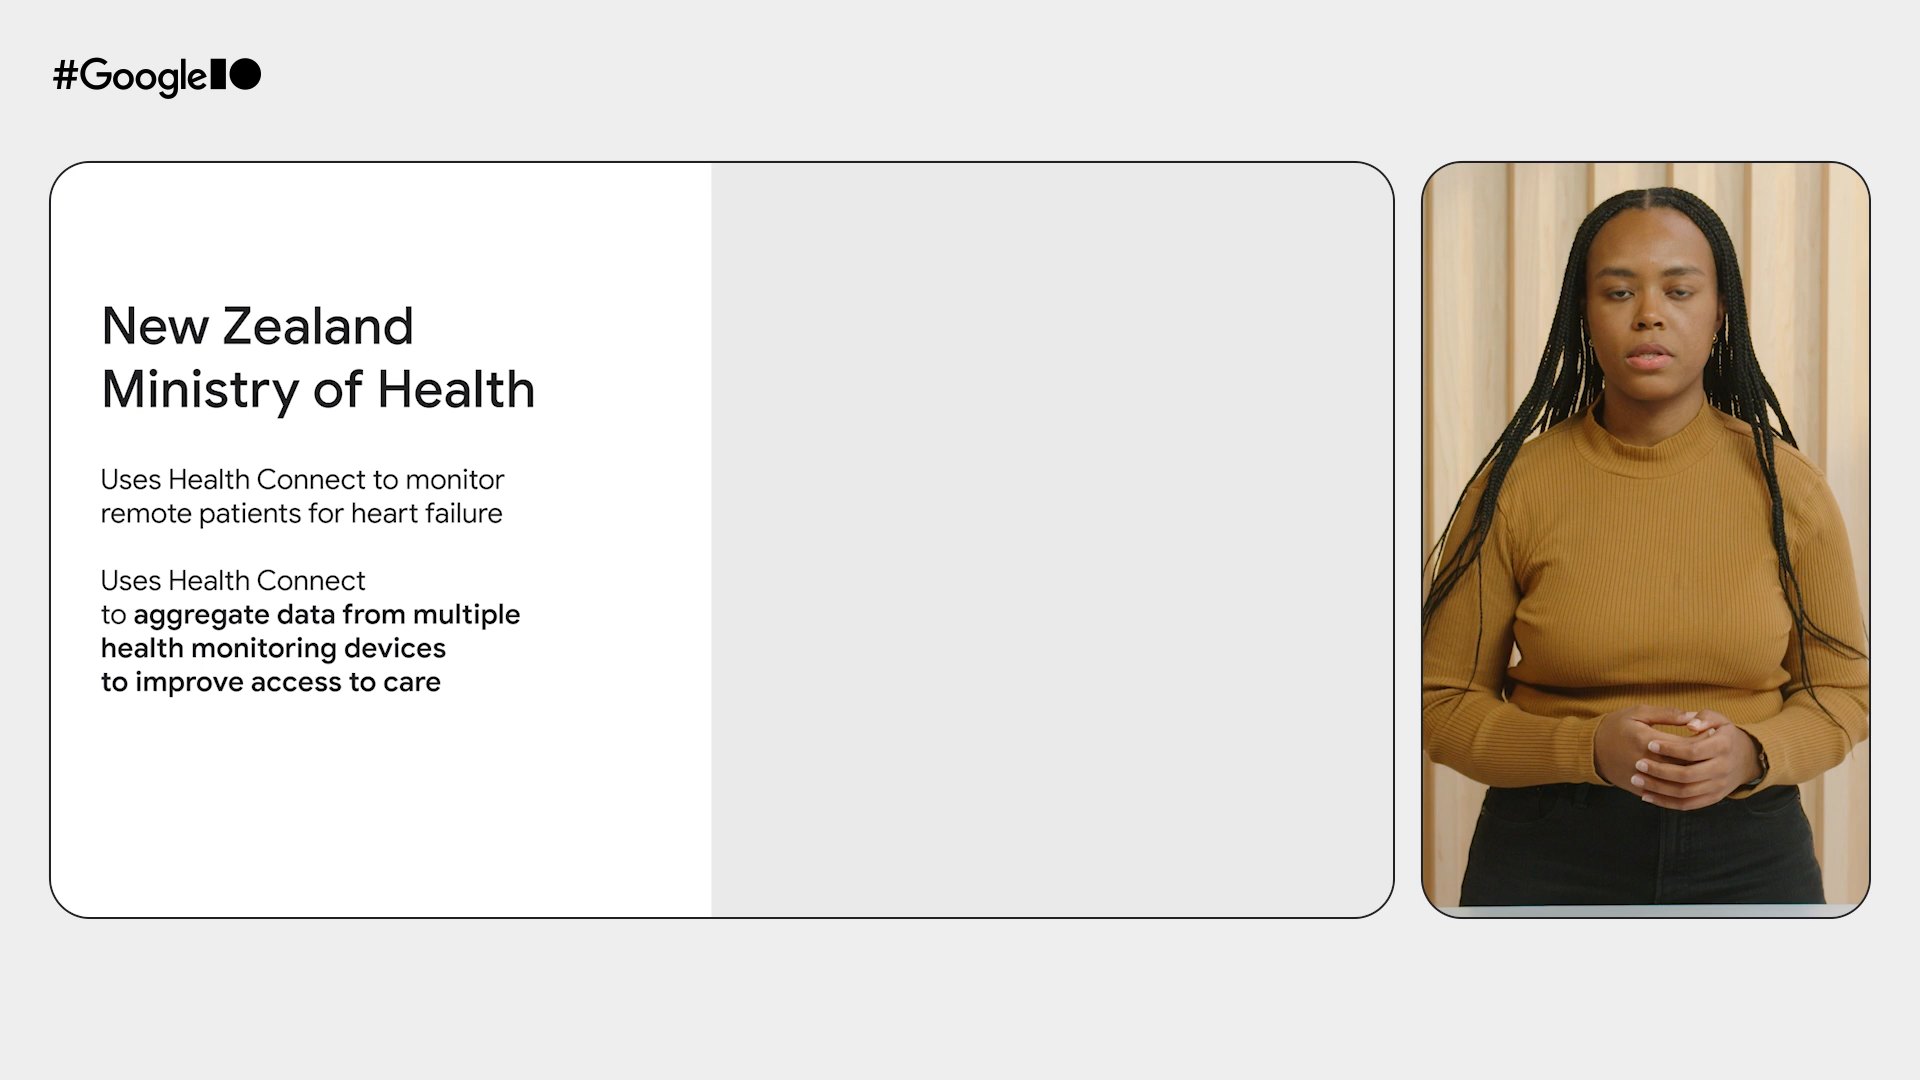 #GoogleIO
New Zealand
Ministry of Health
Uses Health Connect to monitor
remote patients for heart failure
Uses Health Connect
to aggregate data from multiple
health monitoring devices
to improve access to care